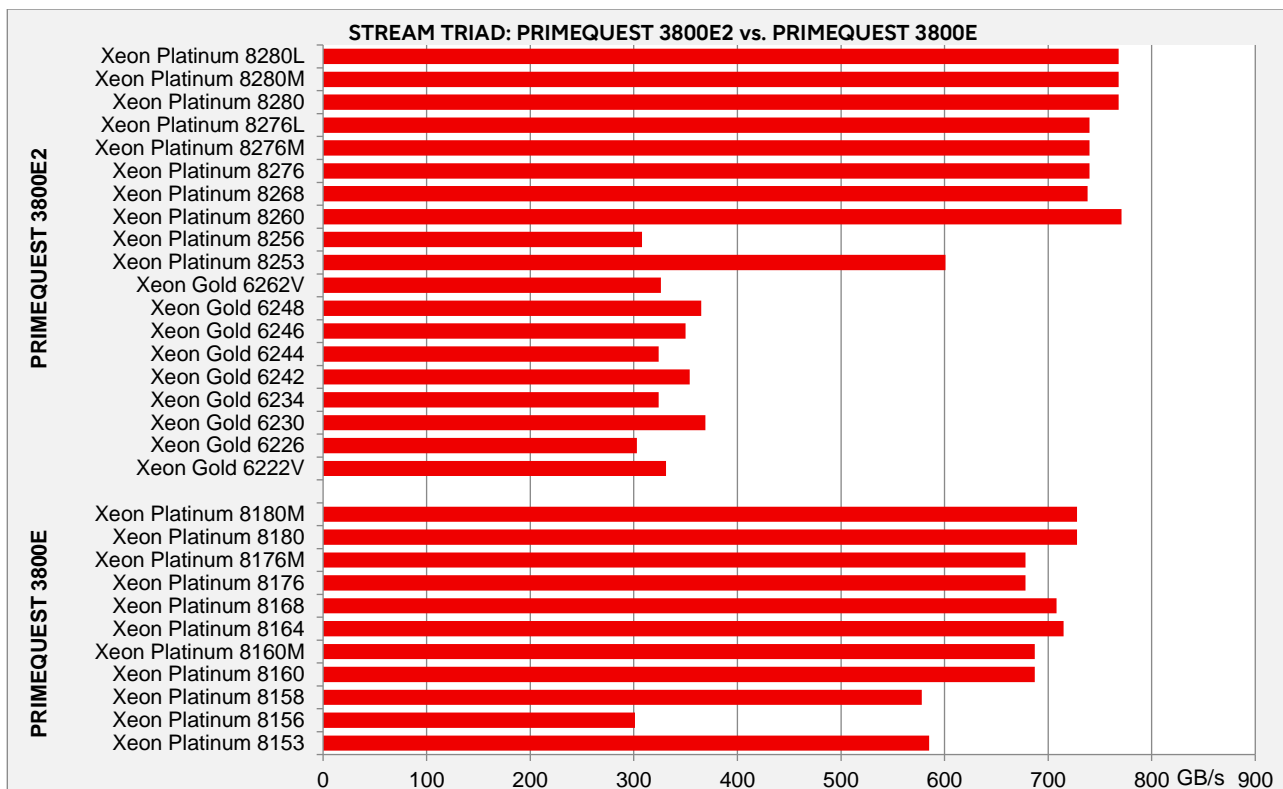 STREAM TRIAD: PRIMEQUEST 3800E2 vs. PRIMEQUEST 3800E
PRIMEQUEST 3800E2
Xeon Platinum 8280L
Xeon Platinum 8280M
Xeon Platinum 8280
Xeon Platinum 8276L
Xeon Platinum 8276M
Xeon Platinum 8276
Xeon Platinum 8268
Xeon Platinum 8260
Xeon Platinum 8256
Xeon Platinum 8253
Xeon Gold 6262V
Xeon Gold 6248
Xeon Gold 6246
Xeon Gold 6244
Xeon Gold 6242
Xeon Gold 6234
Xeon Gold 6230
Xeon Gold 6226
Xeon Gold 6222V
PRIMEQUEST 3800E
Xeon Platinum 8180M
Xeon Platinum 8180
Xeon Platinum 8176M
Xeon Platinum 8176
Xeon Platinum 8168
Xeon Platinum 8164
Xeon Platinum 8160M
Xeon Platinum 8160
Xeon Platinum 8158
Xeon Platinum 8156
Xeon Platinum 8153
0 100 200 300 400 500 600 700 800 GB/s 900